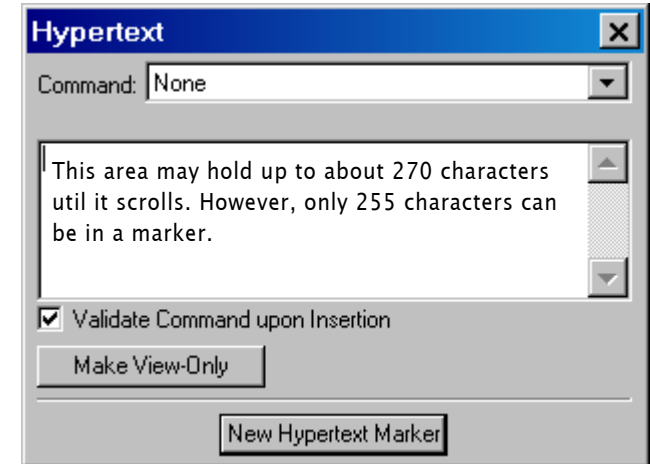 Hypertext
Command: None
This area may hold up to about 270 characters
util it scrolls. However, only 255 characters can
be in a marker.
Validate Command upon Insertion
Make View-Only
New Hypertext Marker